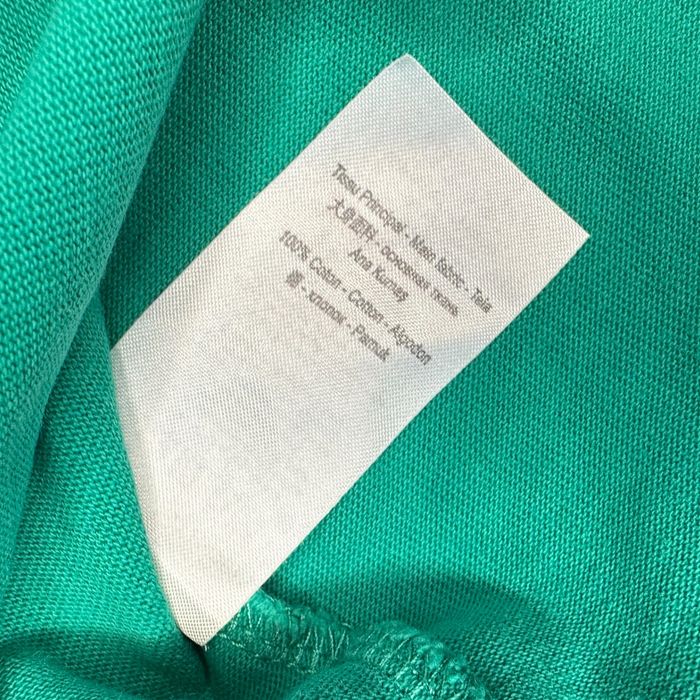 Tissu Principal - Main fabric - Tela
大身面料 - основная ткань
Ana Kumaş
100% Coton - Cotton - Algodon
棉 - хлопок - Pamuk